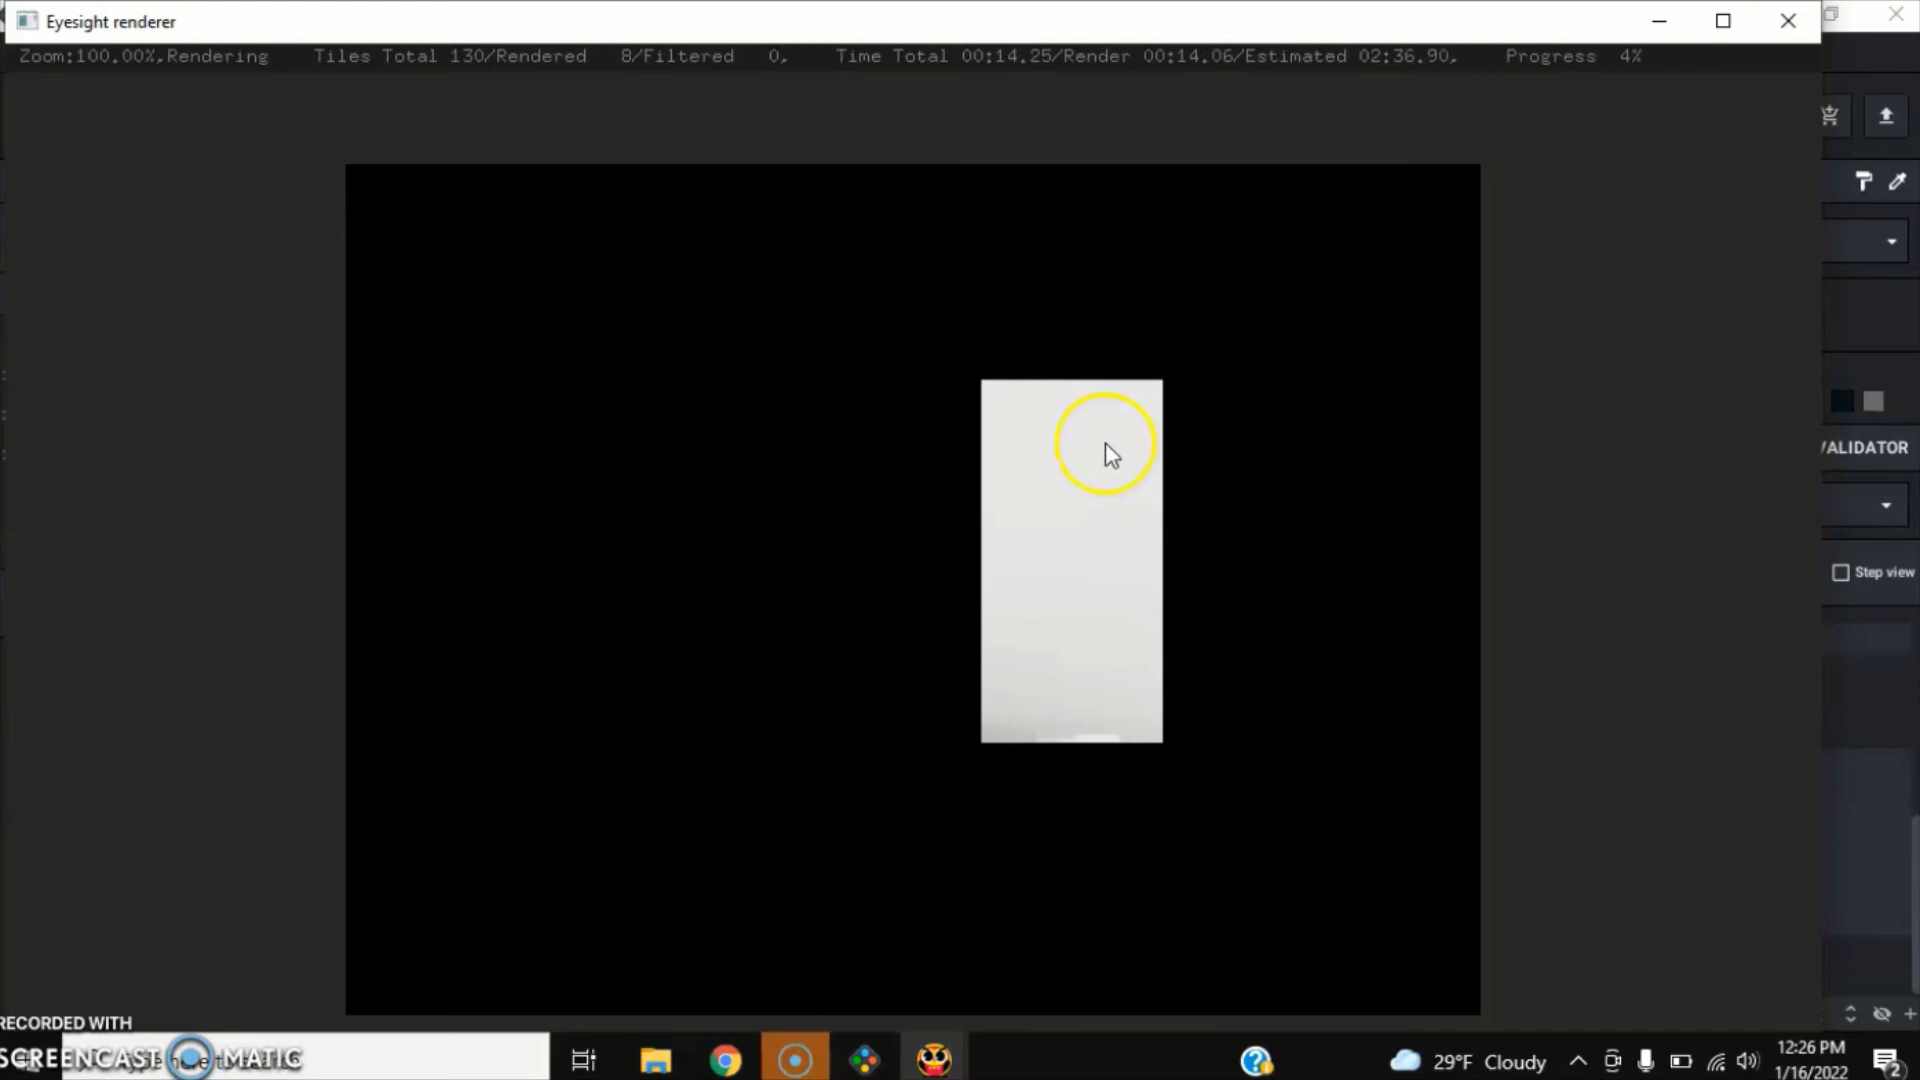 Eyesight renderer
Zoom:100.00%,Rendering Tiles Total 130/Rendered 8/Filtered 0, Time Total 00:14.25/Render 00:14.06/Estimated 02:36.90, Progress 4%
VALIDATOR
Step view
RECORDED WITH
SCREENCAST MATIC
29°F Cloudy
12:26 PM
1/16/2022
2